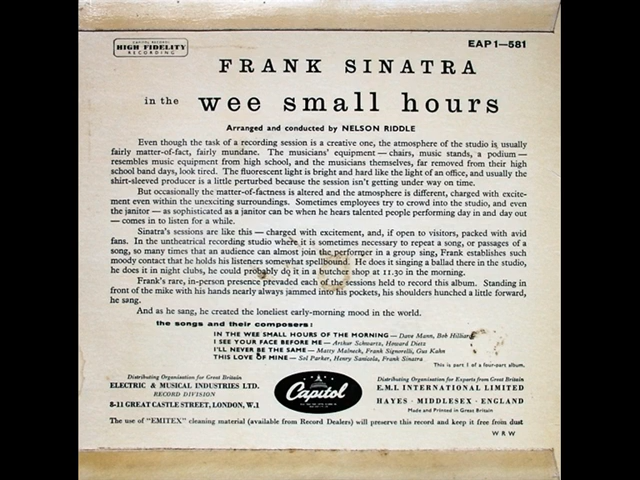 CAPITOL RECORDS
HIGH FIDELITY
RECORDING
EAP 1—581
FRANK SINATRA
in the wee small hours
Arranged and conducted by NELSON RIDDLE
Even though the task of a recording session is a creative one, the atmosphere of the studio is usually
fairly matter-of-fact, fairly mundane. The musicians' equipment — chairs, music stands, a podium —
resembles music equipment from high school, and the musicians themselves, far removed from their high
school band days, look tired. The fluorescent light is bright and hard like the light of an office, and usually the
shirt-sleeved producer is a little perturbed because the session isn't getting under way on time.
But occasionally the matter-of-factness is altered and the atmosphere is different, charged with excite-
ment even within the unexciting surroundings. Sometimes employees try to crowd into the studio, and even
the janitor — as sophisticated as a janitor can be when he hears talented people performing day in and day out
— comes in to listen for a while.
Sinatra's sessions are like this — charged with excitement, and, if open to visitors, packed with avid
fans. In the untheatrical recording studio where it is sometimes necessary to repeat a song, or passages of a
song, so many times that an audience can almost join the performer in a group sing, Frank establishes such
moody contact that he holds his listeners somewhat spellbound. He does it singing a ballad there in the studio,
he does it in night clubs, he could probably do it in a butcher shop at 11.30 in the morning.
Frank's rare, in-person presence prevaded each of the sessions held to record this album. Standing in
front of the mike with his hands nearly always jammed into his pockets, his shoulders hunched a little forward,
he sang.
And as he sang, he created the loneliest early-morning mood in the world.
the songs and their composers:
IN THE WEE SMALL HOURS OF THE MORNING — Dave Mann, Bob Hilliard
I SEE YOUR FACE BEFORE ME — Arthur Schwartz, Howard Dietz
I'LL NEVER BE THE SAME — Matty Malneck, Frank Signorelli, Gus Kahn
THIS LOVE OF MINE — Sol Parker, Henry Sanicola, Frank Sinatra
This is part 1 of a four-part album.
Distributing Organisation for Great Britain
ELECTRIC & MUSICAL INDUSTRIES LTD.
RECORD DIVISION
8-11 GREAT CASTLE STREET, LONDON, W.1
Capitol
Distributing Organisation for Exports from Great Britain
E.M.I. INTERNATIONAL LIMITED
HAYES · MIDDLESEX · ENGLAND
Made and Printed in Great Britain
The use of "EMITEX" cleaning material (available from Record Dealers) will preserve this record and keep it free from dust
W R W